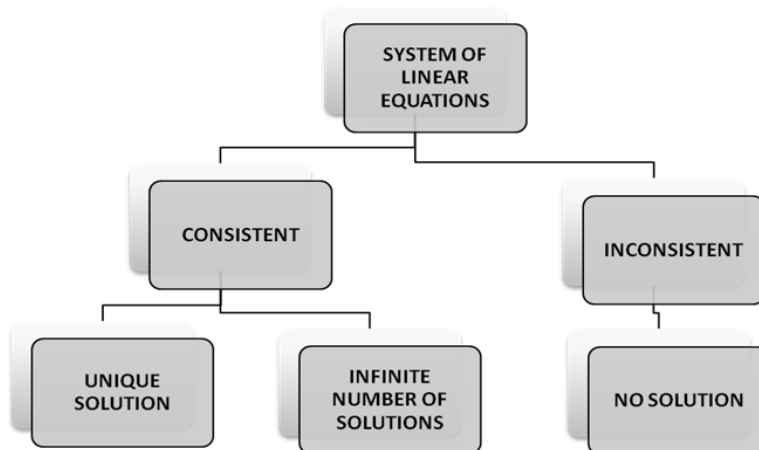 SYSTEM OF
LINEAR
EQUATIONS
CONSISTENT
INCONSISTENT
UNIQUE
SOLUTION
INFINITE
NUMBER OF
SOLUTIONS
NO SOLUTION